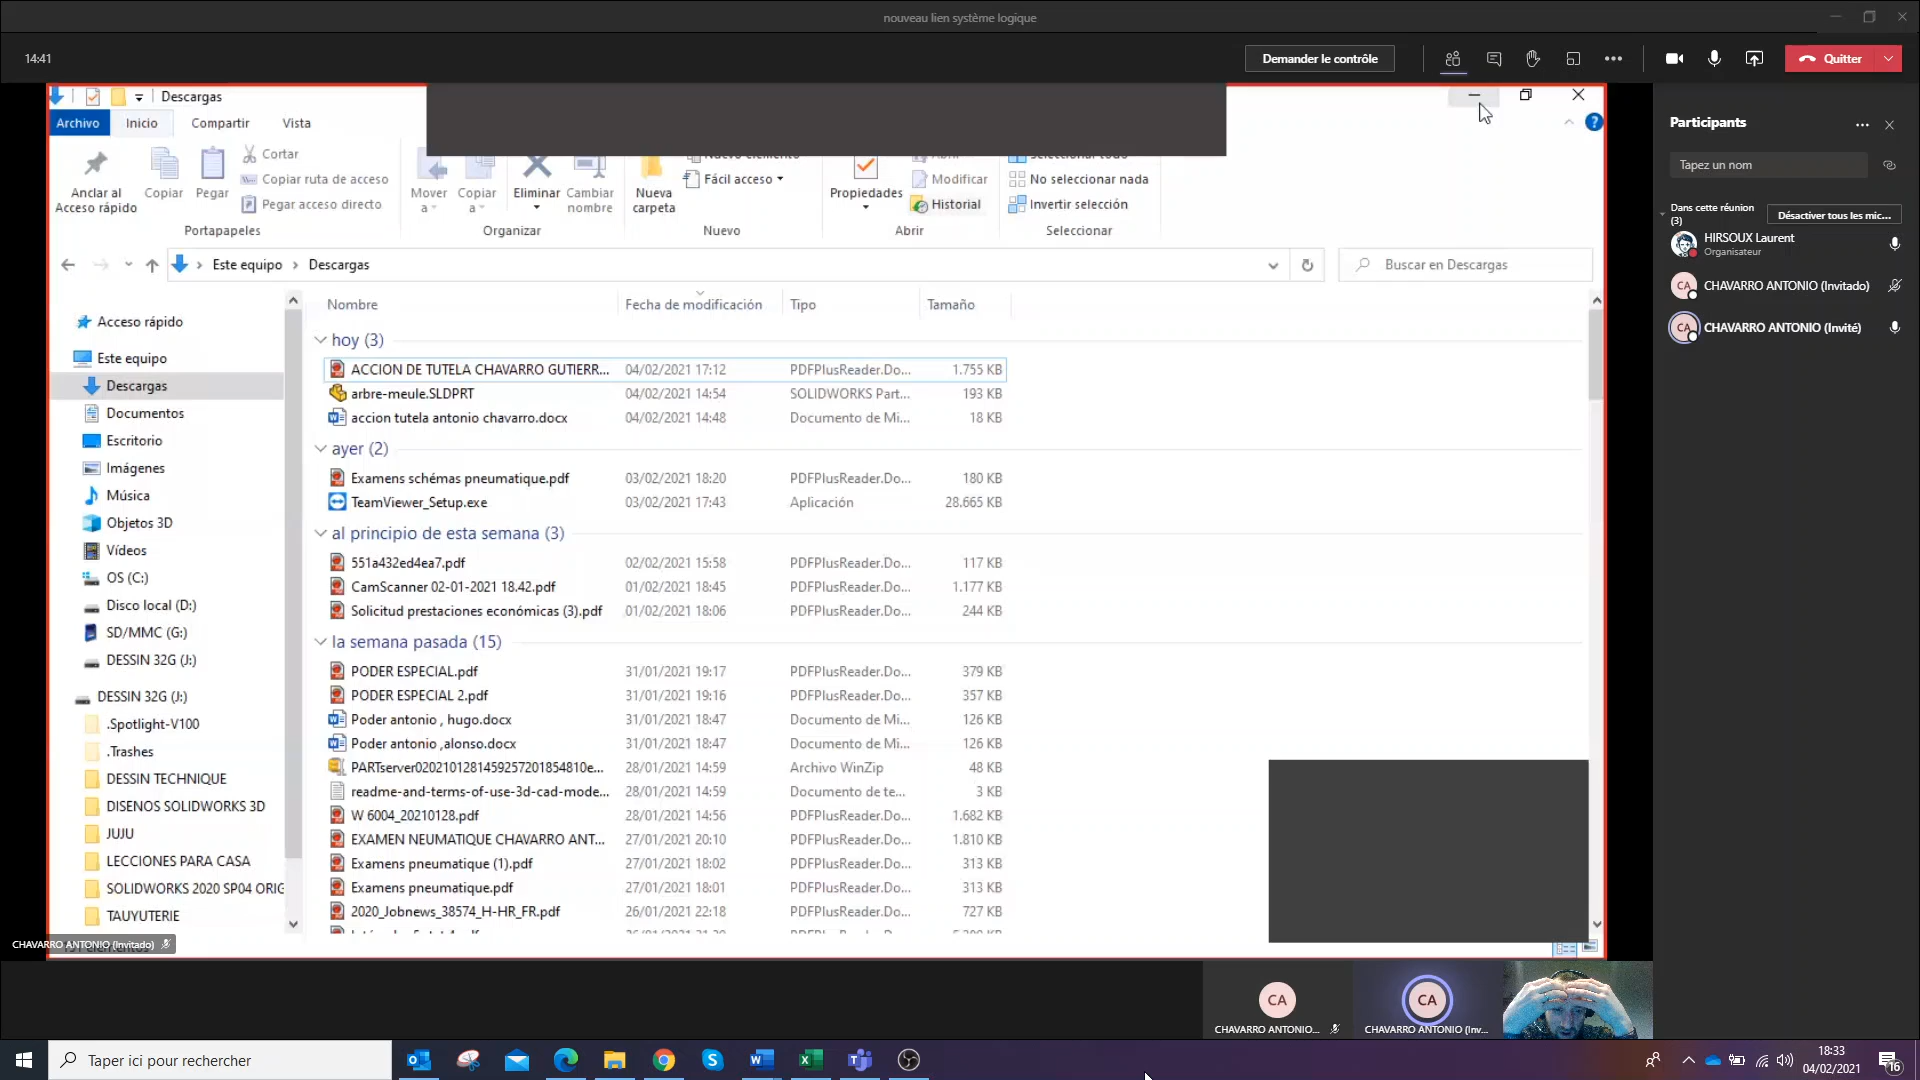 nouveau lien système logique
14:41
Demander le contrôle
Quitter
Descargas
Archivo Inicio Compartir Vista
Anclar al
Acceso rápido
Copiar
Pegar
Cortar
Copiar ruta de acceso
Pegar acceso directo
Portapapeles
Mover
a
Copiar
a
Eliminar
Cambiar
nombre
Organizar
Nueva
carpeta
Fácil acceso
Nuevo
Propiedades
Modificar
Historial
Abrir
No seleccionar nada
Invertir selección
Seleccionar
Este equipo > Descargas
Buscar en Descargas
Acceso rápido
Este equipo
Descargas
Documentos
Escritorio
Imágenes
Música
Objetos 3D
Vídeos
OS (C:)
Disco local (D:)
SD/MMC (G:)
DESSIN 32G (J:)
DESSIN 32G (J:)
.Spotlight-V100
.Trashes
DESSIN TECHNIQUE
DISENOS SOLIDWORKS 3D
JUJU
LECCIONES PARA CASA
SOLIDWORKS 2020 SP04 ORIG
TAUYUTERIE
Nombre Fecha de modificación Tipo Tamaño
hoy (3)
ACCION DE TUTELA CHAVARRO GUTIERR... 04/02/2021 17:12 PDFPlusReader.Do... 1.755 KB
arbre-meule.SLDPRT 04/02/2021 14:54 SOLIDWORKS Part... 193 KB
accion tutela antonio chavarro.docx 04/02/2021 14:48 Documento de Mi... 18 KB
ayer (2)
Examens schémas pneumatique.pdf 03/02/2021 18:20 PDFPlusReader.Do... 180 KB
TeamViewer_Setup.exe 03/02/2021 17:43 Aplicación 28.665 KB
al principio de esta semana (3)
551a432ed4ea7.pdf 02/02/2021 15:58 PDFPlusReader.Do... 117 KB
CamScanner 02-01-2021 18.42.pdf 01/02/2021 18:45 PDFPlusReader.Do... 1.177 KB
Solicitud prestaciones económicas (3).pdf 01/02/2021 18:06 PDFPlusReader.Do... 244 KB
la semana pasada (15)
PODER ESPECIAL.pdf 31/01/2021 19:17 PDFPlusReader.Do... 379 KB
PODER ESPECIAL 2.pdf 31/01/2021 19:16 PDFPlusReader.Do... 357 KB
Poder antonio , hugo.docx 31/01/2021 18:47 Documento de Mi... 126 KB
Poder antonio ,alonso.docx 31/01/2021 18:47 Documento de Mi... 126 KB
PARTserver0202101281459257201854810e... 28/01/2021 14:59 Archivo WinZip 48 KB
readme-and-terms-of-use-3d-cad-mode... 28/01/2021 14:59 Documento de te... 3 KB
W 6004_20210128.pdf 28/01/2021 14:56 PDFPlusReader.Do... 1.682 KB
EXAMEN NEUMATIQUE CHAVARRO ANT... 27/01/2021 20:10 PDFPlusReader.Do... 1.810 KB
Examens pneumatique (1).pdf 27/01/2021 18:02 PDFPlusReader.Do... 313 KB
Examens pneumatique.pdf 27/01/2021 18:01 PDFPlusReader.Do... 313 KB
2020_Jobnews_38574_H-HR_FR.pdf 26/01/2021 22:18 PDFPlusReader.Do... 727 KB
CHAVARRO ANTONIO (Invitado)
Participants
Tapez un nom
Dans cette réunion
(3)
Désactiver tous les mic...
HIRSOUX Laurent
Organisateur
CA CHAVARRO ANTONIO (Invitado)
CA CHAVARRO ANTONIO (Invité)
CA
CHAVARRO ANTONIO...
CA
CHAVARRO ANTONIO (Inv...
Taper ici pour rechercher
18:33
04/02/2021
16